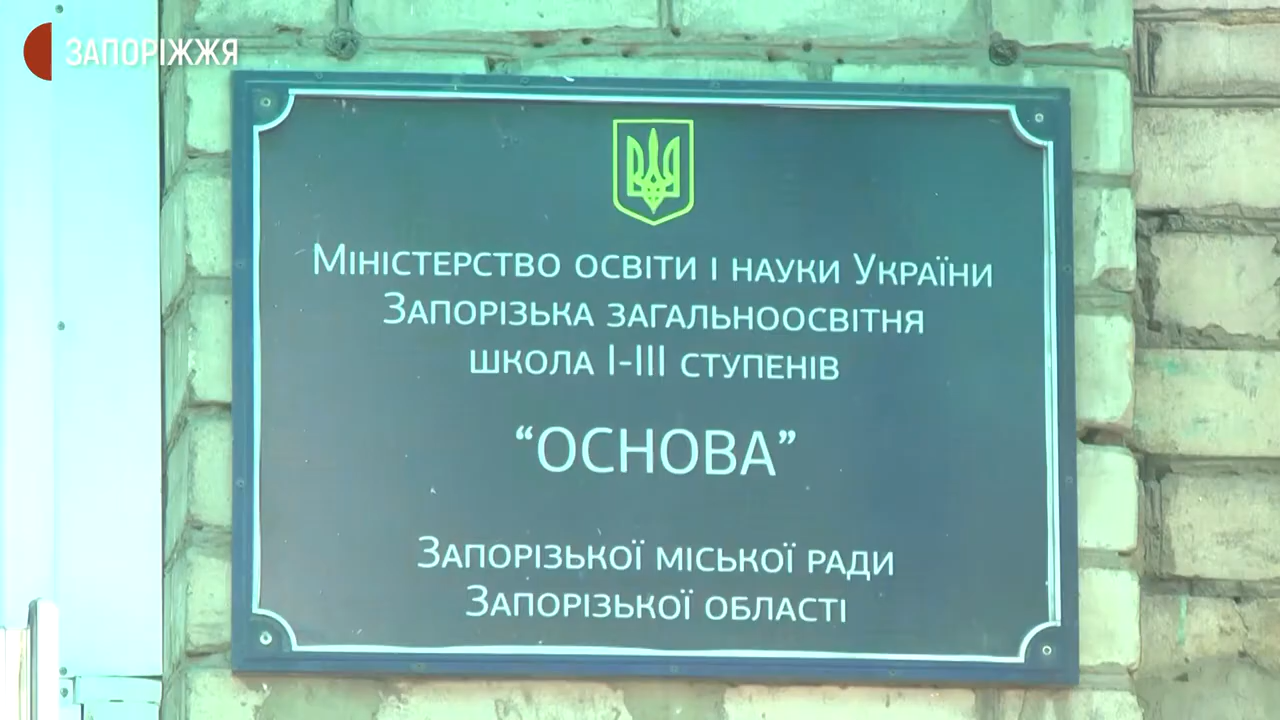 ЗАПОРІЖЖЯ
Міністерство освіти і науки України
Запорізька загальноосвітня
школа І-ІІІ ступенів
“ОСНОВА”
Запорізької міської ради
Запорізької області